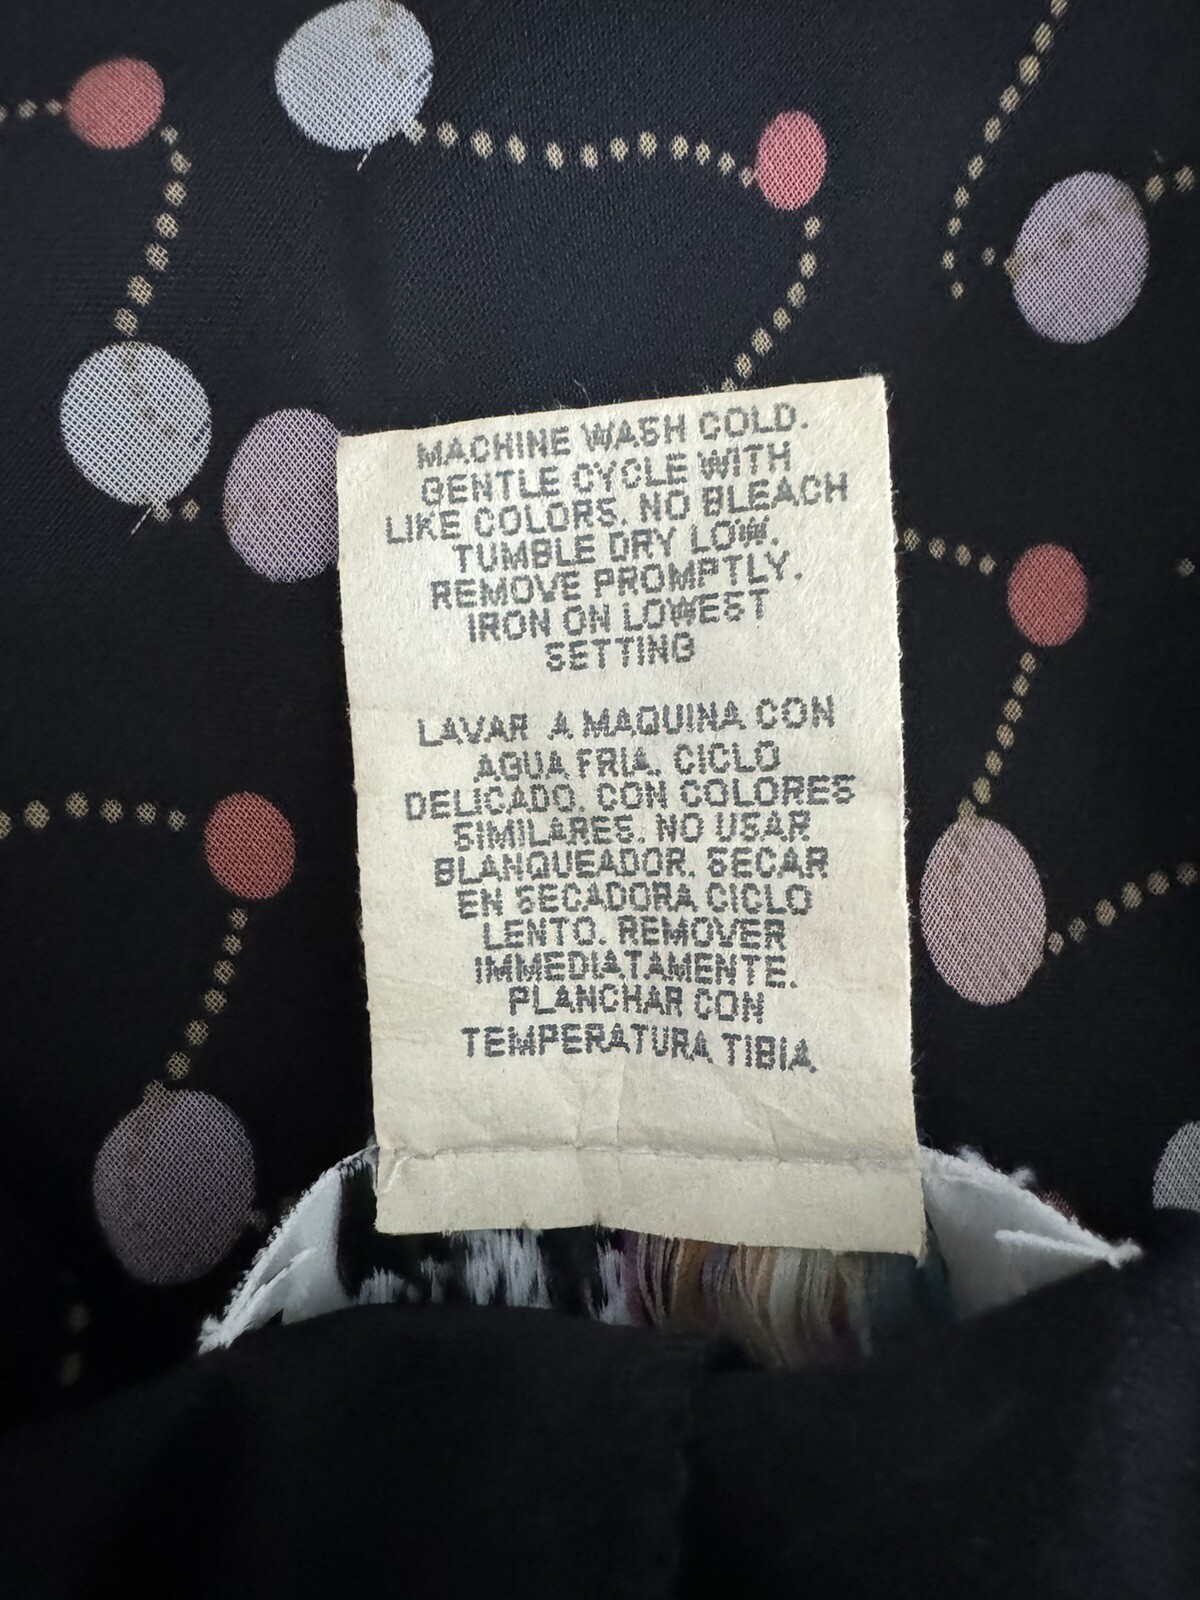 MACHINE WASH COLD.
GENTLE CYCLE WITH
LIKE COLORS. NO BLEACH
TUMBLE DRY LOW.
REMOVE PROMPTLY.
IRON ON LOWEST
SETTING
LAVAR A MAQUINA CON
AGUA FRIA. CICLO
DELICADO. CON COLORES
SIMILARES. NO USAR
BLANQUEADOR. SECAR
EN SECADORA CICLO
LENTO. REMOVER
IMMEDIATAMENTE.
PLANCHAR CON
TEMPERATURA TIBIA.